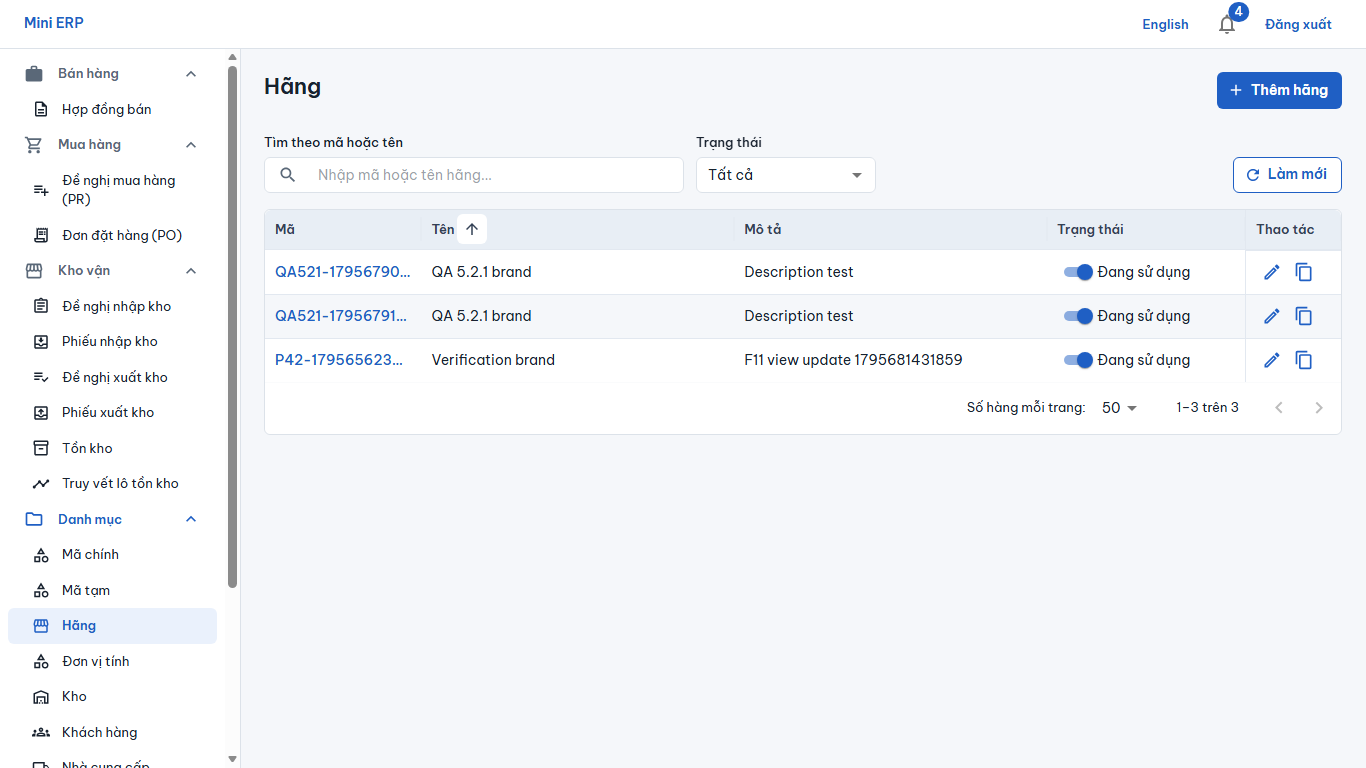 Mini ERP
English
4
Đăng xuất
Bán hàng
Hợp đồng bán
Mua hàng
Đề nghị mua hàng
(PR)
Đơn đặt hàng (PO)
Kho vận
Đề nghị nhập kho
Phiếu nhập kho
Đề nghị xuất kho
Phiếu xuất kho
Tồn kho
Truy vết lô tồn kho
Danh mục
Mã chính
Mã tạm
Hãng
Đơn vị tính
Kho
Khách hàng
Nhà cung cấp
Hãng
Thêm hãng
Tìm theo mã hoặc tên
Trạng thái
Nhập mã hoặc tên hãng...
Tất cả
Làm mới
Mã Tên Mô tả Trạng thái Thao tác
QA521-17956790... QA 5.2.1 brand Description test Đang sử dụng
QA521-17956791... QA 5.2.1 brand Description test Đang sử dụng
P42-179565623... Verification brand F11 view update 1795681431859 Đang sử dụng
Số hàng mỗi trang: 50 1–3 trên 3